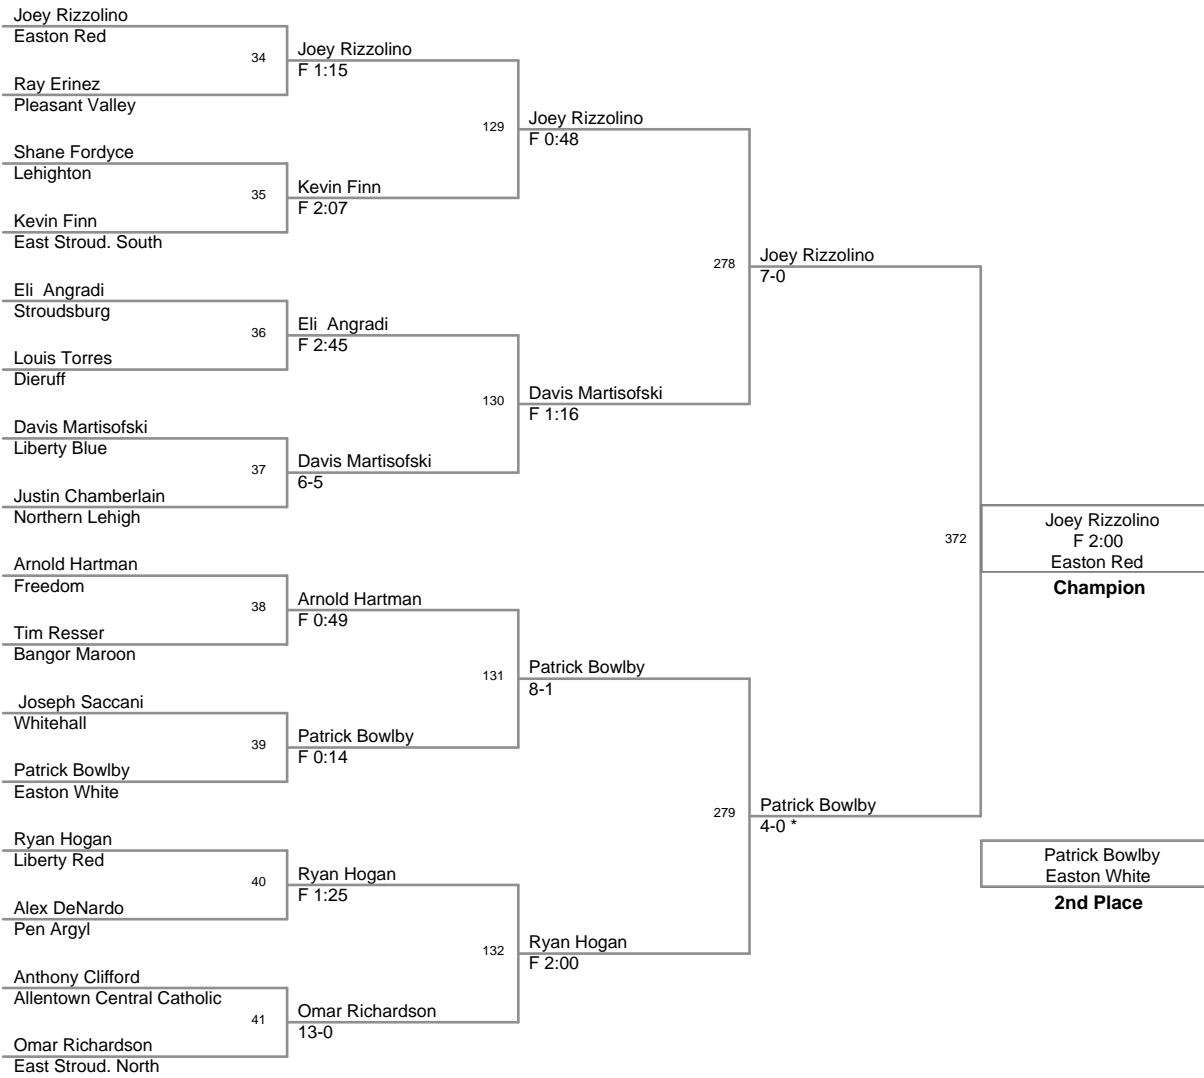 Joey Rizzolino
Easton Red
34
Joey Rizzolino
F 1:15
Ray Erinez
Pleasant Valley
129
Joey Rizzolino
F 0:48
Shane Fordyce
Lehighton
35
Kevin Finn
F 2:07
Kevin Finn
East Stroud. South
278
Joey Rizzolino
7-0
Eli  Angradi
Stroudsburg
36
Eli  Angradi
F 2:45
Louis Torres
Dieruff
130
Davis Martisofski
F 1:16
Davis Martisofski
Liberty Blue
37
Davis Martisofski
6-5
Justin Chamberlain
Northern Lehigh
372
Joey Rizzolino
F 2:00
Easton Red
Champion
Arnold Hartman
Freedom
38
Arnold Hartman
F 0:49
Tim Resser
Bangor Maroon
131
Patrick Bowlby
8-1
Joseph Saccani
Whitehall
39
Patrick Bowlby
F 0:14
Patrick Bowlby
Easton White
279
Patrick Bowlby
4-0 *
Ryan Hogan
Liberty Red
40
Ryan Hogan
F 1:25
Alex DeNardo
Pen Argyl
132
Ryan Hogan
F 2:00
Anthony Clifford
Allentown Central Catholic
41
Omar Richardson
13-0
Omar Richardson
East Stroud. North
Patrick Bowlby
Easton White
2nd Place